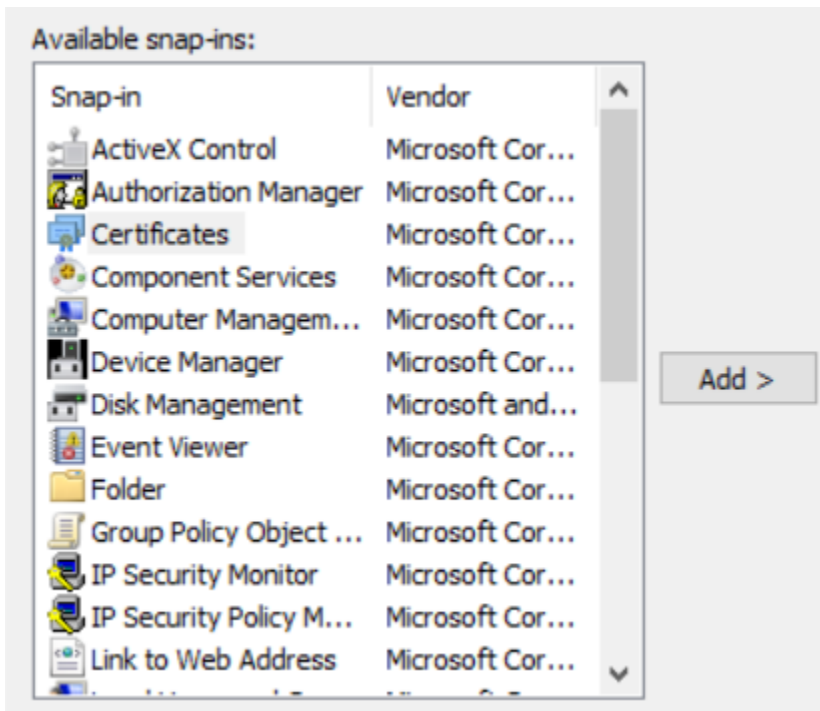 Available snap-ins:
Snap-in Vendor
ActiveX Control Microsoft Cor...
Authorization Manager Microsoft Cor...
Certificates Microsoft Cor...
Component Services Microsoft Cor...
Computer Managem... Microsoft Cor...
Device Manager Microsoft Cor...
Disk Management Microsoft and...
Event Viewer Microsoft Cor...
Folder Microsoft Cor...
Group Policy Object ... Microsoft Cor...
IP Security Monitor Microsoft Cor...
IP Security Policy M... Microsoft Cor...
Link to Web Address Microsoft Cor...
Add >